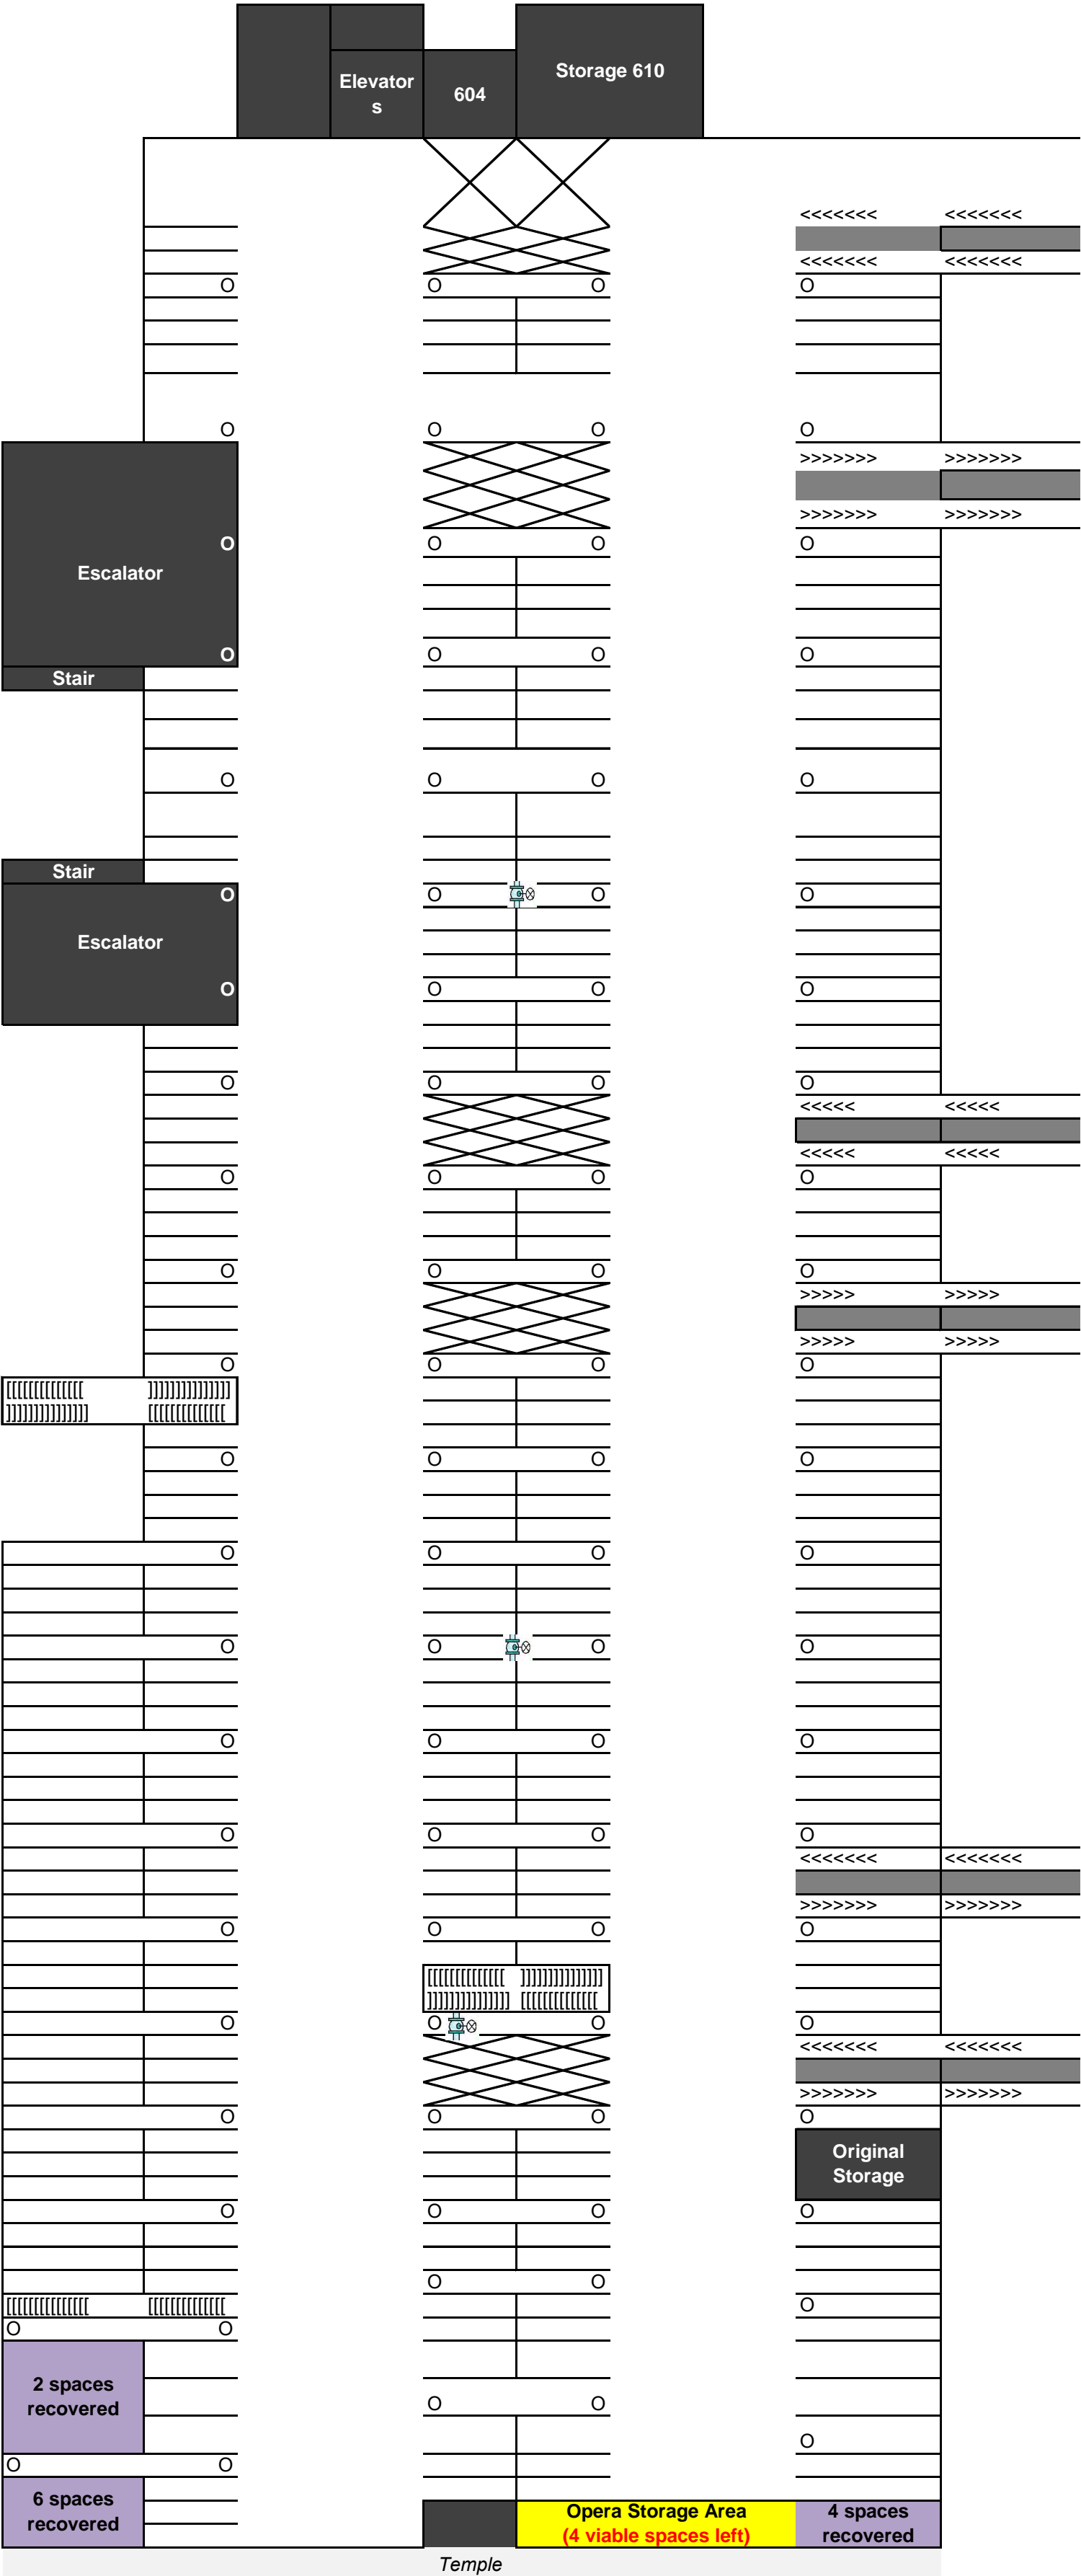 Elevator
s
604
Storage 610
<<<<<<< <<<<<<<
<<<<<<< <<<<<<<
O O O O
O O O O
>>>>>>> >>>>>>>
>>>>>>> >>>>>>>
O O O O
Escalator
O O O O
Stair
O O O O
Stair
O O O O
Escalator
O O O O
O O O O
<<<<< <<<<<
<<<<< <<<<<
O O O O
O O O O
>>>>> >>>>>
>>>>> >>>>>
O O O O
[[[[[[[[[[[[[[ ]]]]]]]]]]]]]]]
]]]]]]]]]]]]]]] [[[[[[[[[[[[[[
O O O O
O O O O
O O O O
O O O O
O O O O
<<<<<<< <<<<<<<
>>>>>>> >>>>>>>
O O O O
[[[[[[[[[[[[[[ ]]]]]]]]]]]]]]]
]]]]]]]]]]]]]]] [[[[[[[[[[[[[[
O O O O
<<<<<<< <<<<<<<
>>>>>>> >>>>>>>
O O O O
Original
Storage
O O O O
O O
[[[[[[[[[[[[[[[ [[[[[[[[[[[[[[ O
O O
2 spaces
recovered
O O
O
O O
6 spaces
recovered
Opera Storage Area
(4 viable spaces left)
4 spaces
recovered
Temple